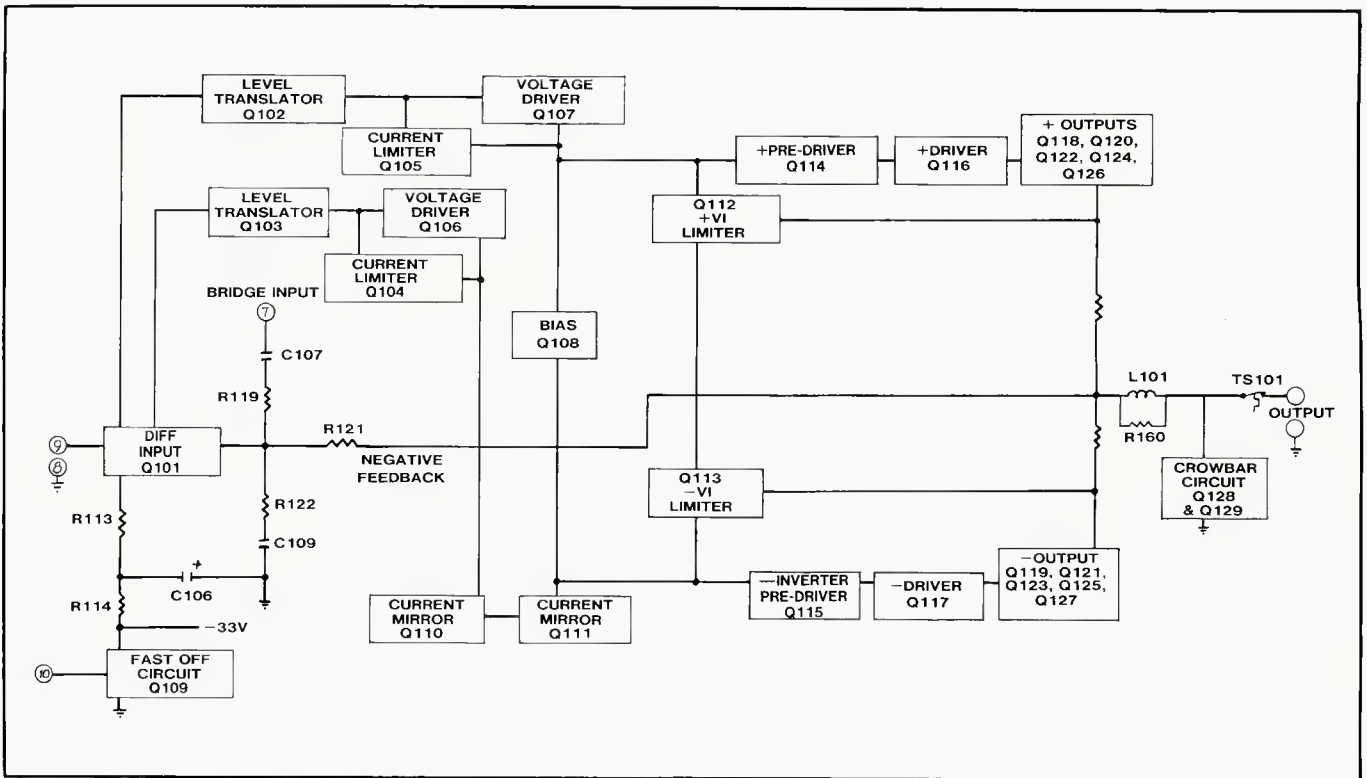 LEVEL
TRANSLATOR
Q102
VOLTAGE
DRIVER
Q107
CURRENT
LIMITER
Q105
+PRE-DRIVER
Q114
+DRIVER
Q116
+ OUTPUTS
Q118, Q120,
Q122, Q124,
Q126
LEVEL
TRANSLATOR
Q103
VOLTAGE
DRIVER
Q106
Q112
+VI
LIMITER
CURRENT
LIMITER
Q104
BRIDGE INPUT
7
C107
BIAS
Q108
R119
L101
TS101
OUTPUT
R160
9
8
DIFF
INPUT
Q101
R121
NEGATIVE
FEEDBACK
CROWBAR
CIRCUIT
Q128
& Q129
Q113
−VI
LIMITER
R113
R122
C109
+
C106
R114
−33V
CURRENT
MIRROR
Q110
CURRENT
MIRROR
Q111
−INVERTER
PRE-DRIVER
Q115
−DRIVER
Q117
−OUTPUT
Q119, Q121,
Q123, Q125,
Q127
10
FAST OFF
CIRCUIT
Q109